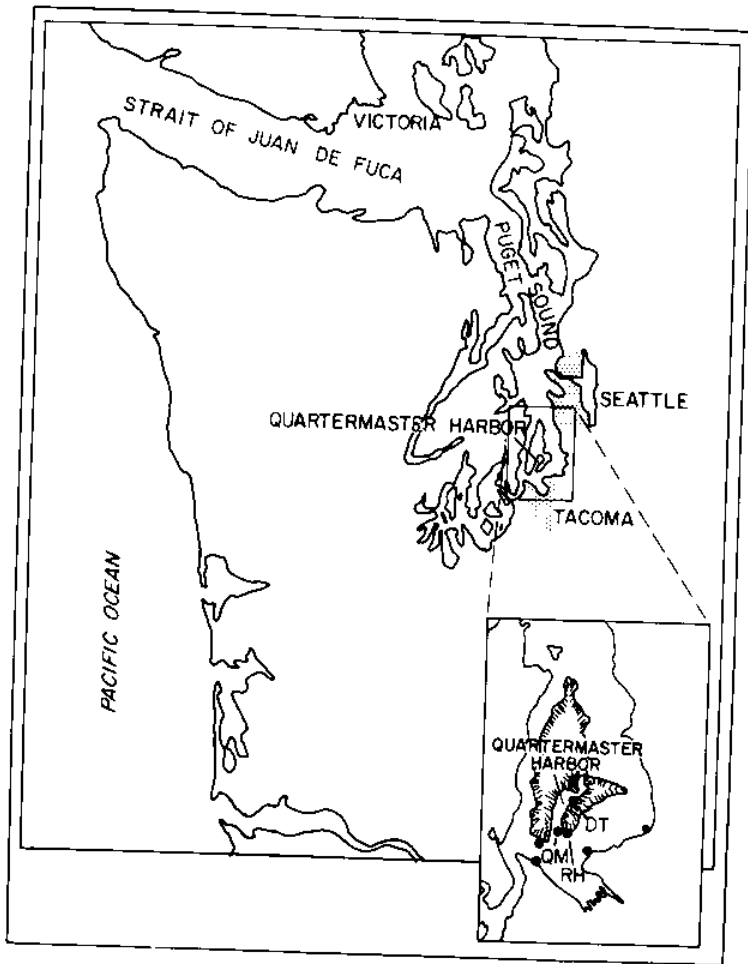 STRAIT OF JUAN DE FUCA
VICTORIA
PUGET SOUND
SEATTLE
QUARTERMASTER HARBOR
TACOMA
PACIFIC OCEAN
QUARTERMASTER
HARBOR
DT
QM
RH